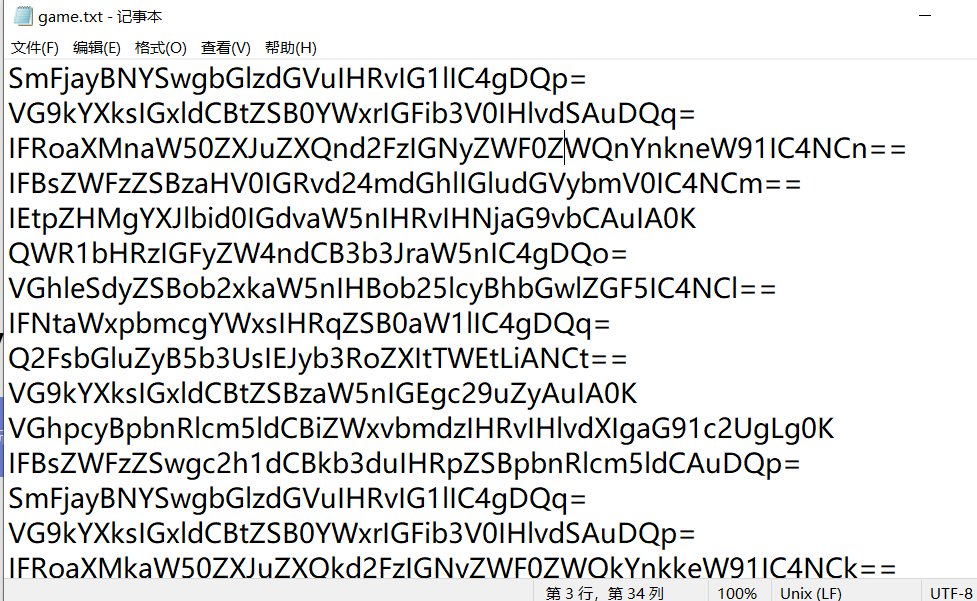 game.txt - 记事本
文件(F) 编辑(E) 格式(O) 查看(V) 帮助(H)
SmFjayBNYSwgbGlzdGVuIHRvIG1lIC4gDQp=
VG9kYXksIGxldCBtZSB0YWxrIGFib3V0IHlvdSAuDQq=
IFRoaXMnaW50ZXJuZXQnd2FzIGNyZWF0ZWQnYnkneW91IC4NCn==
IFBsZWFzZSBzaHV0IGRvd24mdGhlIGludGVybmV0IC4NCm==
IEtpZHMgYXJlbid0IGdvaW5nIHRvIHNjaG9vbCAuIA0K
QWR1bHRzIGFyZW4ndCB3b3JraW5nIC4gDQo=
VGhleSdyZSBob2xkaW5nIHBob25lcyBhbGwlZGF5IC4NCl==
IFNtaWxpbmcgYWxsIHRqZSB0aW1lIC4gDQq=
Q2FsbGluZyB5b3UsIEJyb3RoZXItTWEtLiANCt==
VG9kYXksIGxldCBtZSBzaW5nIGEgc29uZyAuIA0K
VGhpcyBpbnRlcm5ldCBiZWxvbmdzIHRvIHlvdXIgaG91c2UgLg0K
IFBsZWFzZSwgc2h1dCBkb3duIHRpZSBpbnRlcm5ldCAuDQp=
SmFjayBNYSwgbGlzdGVuIHRvIG1lIC4gDQq=
VG9kYXksIGxldCBtZSB0YWxrIGFib3V0IHlvdSAuDQp=
IFRoaXMkaW50ZXJuZXQkd2FzIGNvZWF0ZWQkYnkkeW91IC4NCk==
第 3 行，第 34 列 100% Unix (LF) UTF-8